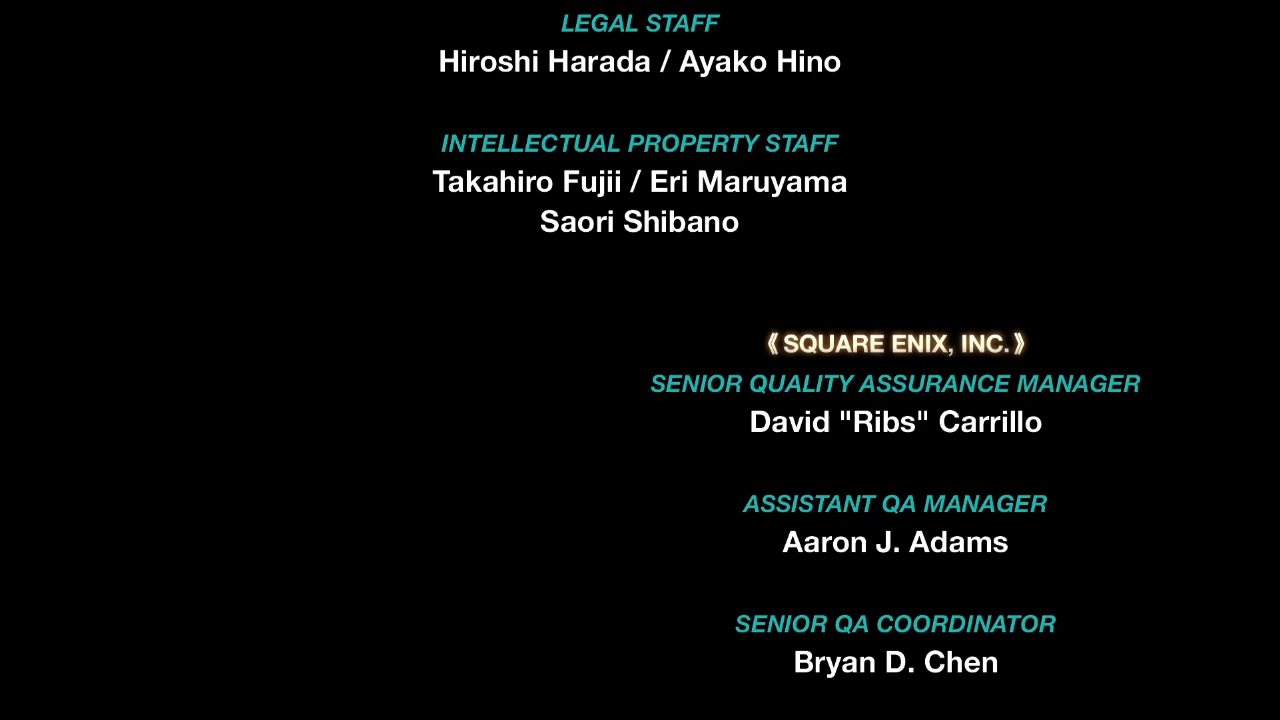 LEGAL STAFF
Hiroshi Harada / Ayako Hino
INTELLECTUAL PROPERTY STAFF
Takahiro Fujii / Eri Maruyama
Saori Shibano
《SQUARE ENIX, INC.》
SENIOR QUALITY ASSURANCE MANAGER
David "Ribs" Carrillo
ASSISTANT QA MANAGER
Aaron J. Adams
SENIOR QA COORDINATOR
Bryan D. Chen